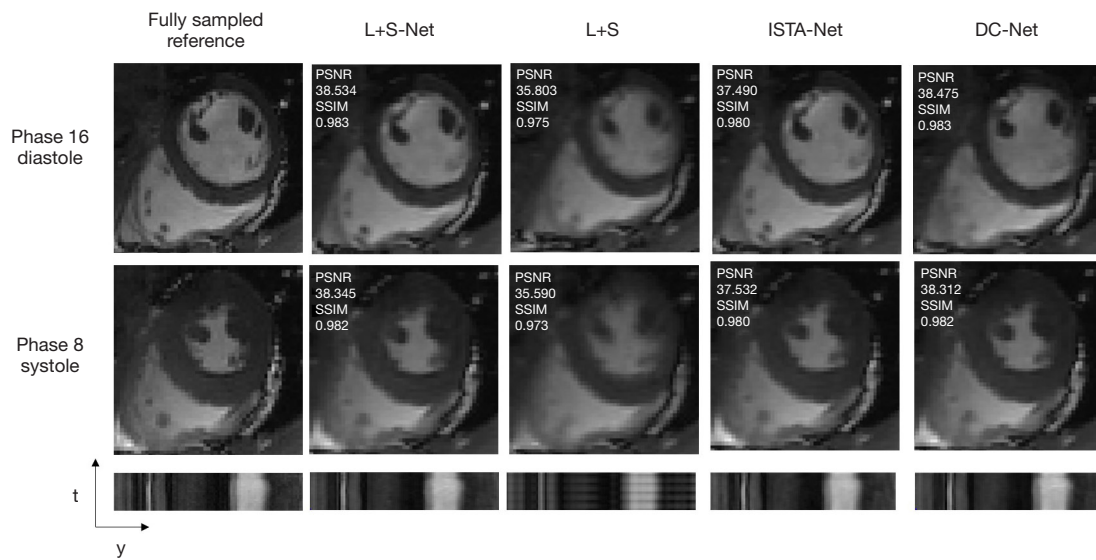 Fully sampled
reference
L+S-Net
L+S
ISTA-Net
DC-Net
Phase 16
diastole
PSNR
38.534
SSIM
0.983
PSNR
35.803
SSIM
0.975
PSNR
37.490
SSIM
0.980
PSNR
38.475
SSIM
0.983
Phase 8
systole
PSNR
38.345
SSIM
0.982
PSNR
35.590
SSIM
0.973
PSNR
37.532
SSIM
0.980
PSNR
38.312
SSIM
0.982
t
y